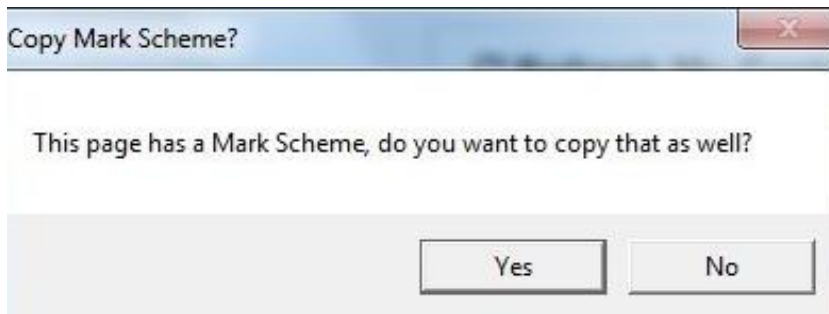 Copy Mark Scheme?
This page has a Mark Scheme, do you want to copy that as well?
Yes
No